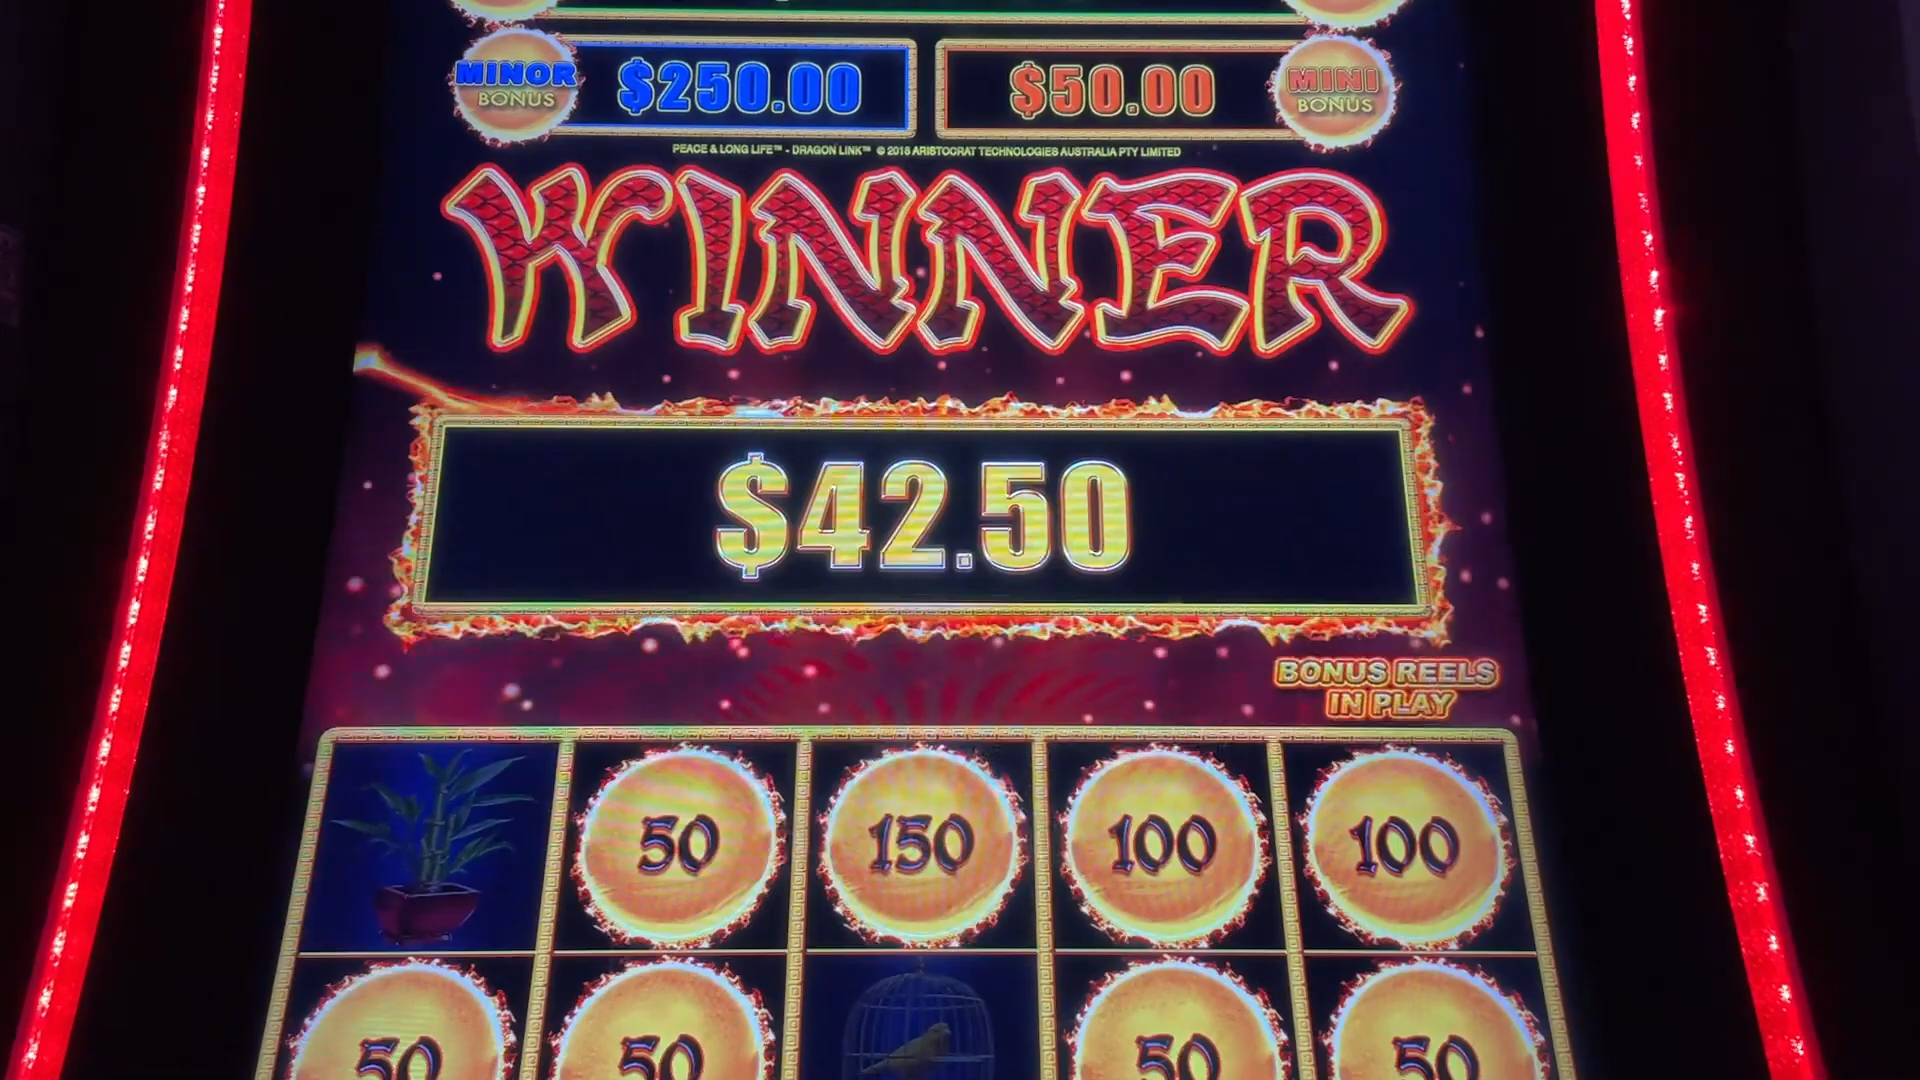 MINOR BONUS $250.00 $50.00 MINI BONUS
PEACE & LONG LIFE™ - DRAGON LINK™ © 2018 ARISTOCRAT TECHNOLOGIES AUSTRALIA PTY LIMITED
WINNER
$42.50
BONUS REELS
IN PLAY
50 150 100 100
50 50 50 50